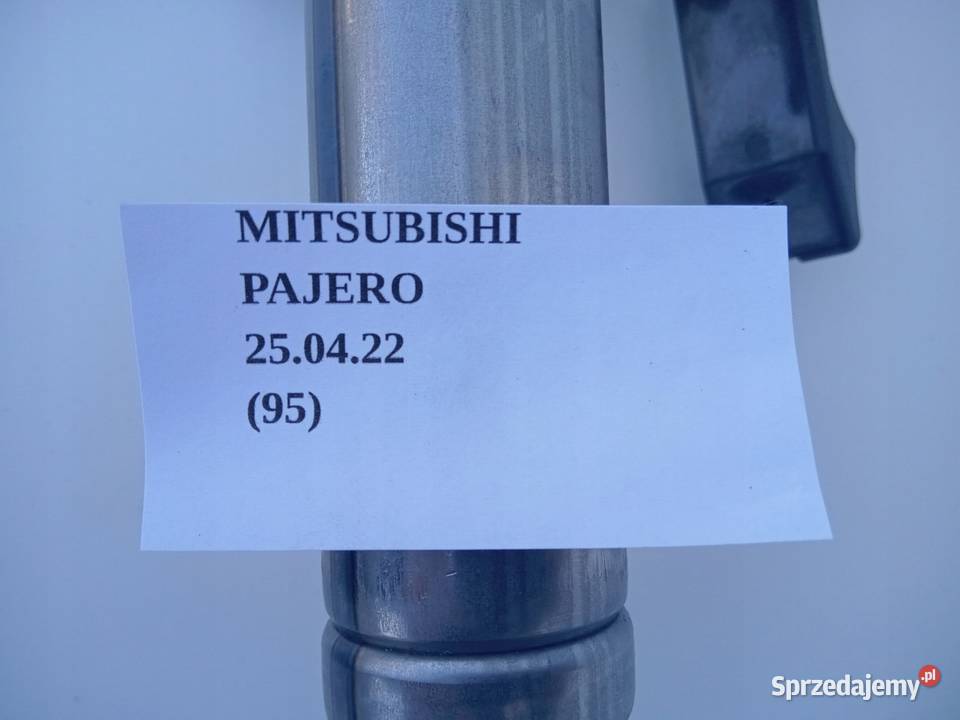 MITSUBISHI
PAJERO
25.04.22
(95)
Sprzedajemy.pl